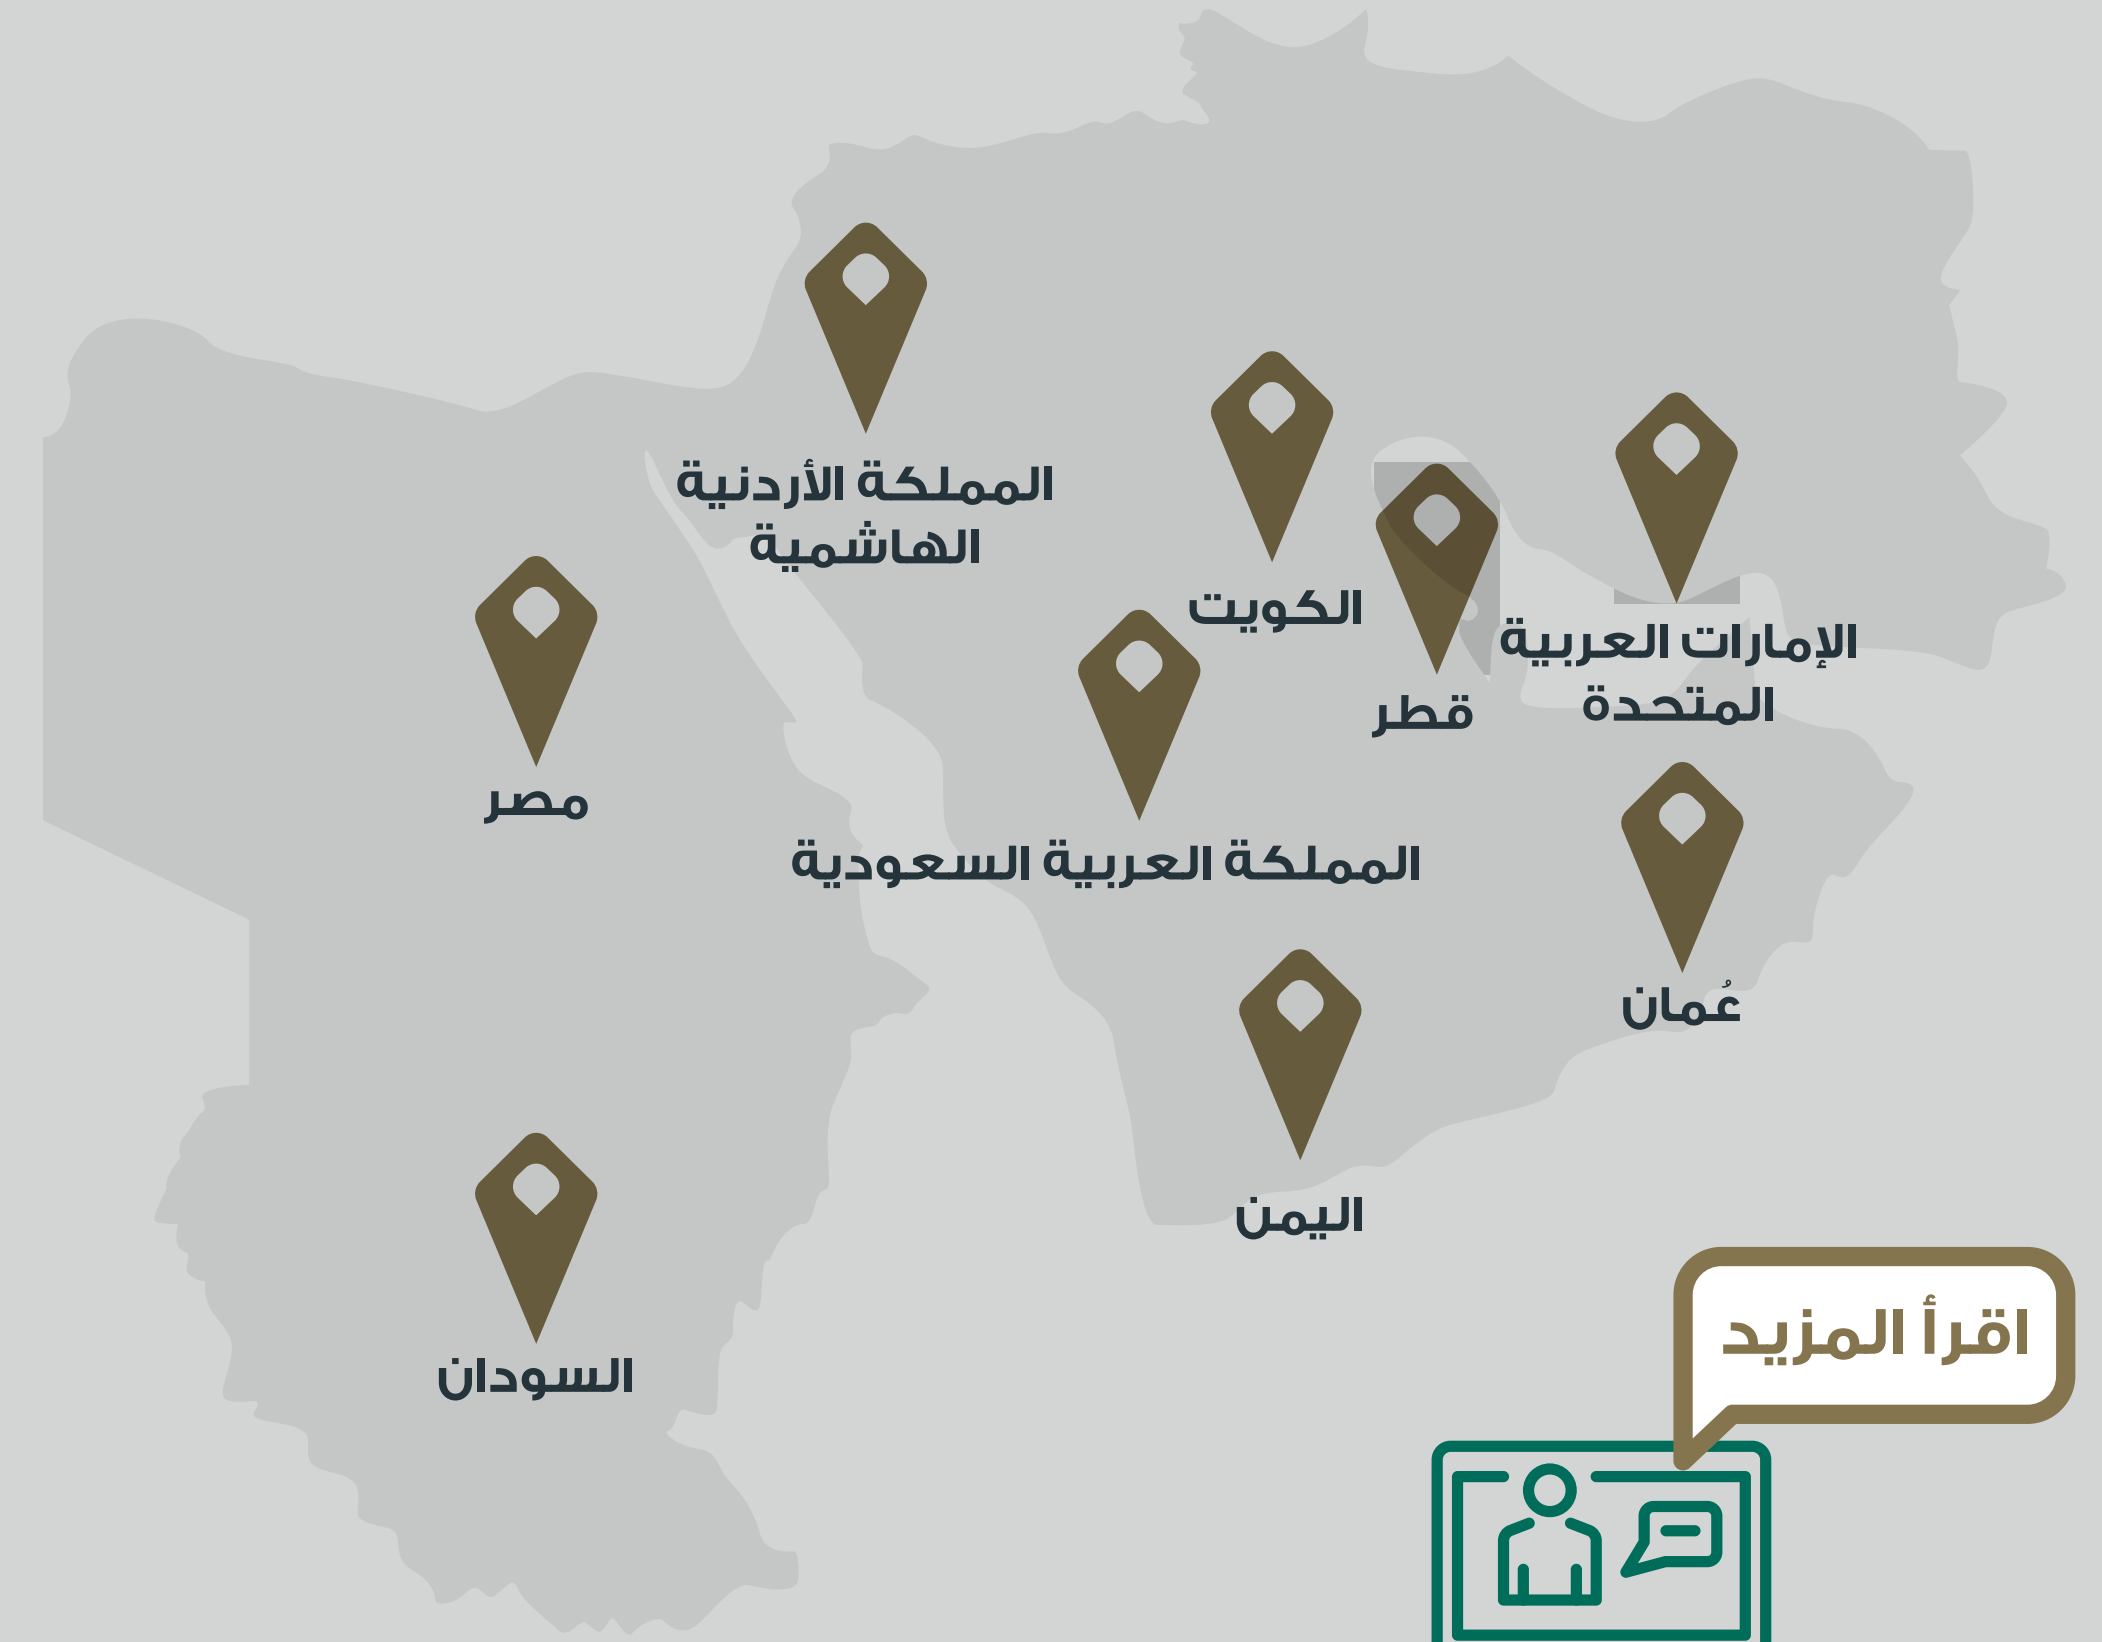 المملكة الأردنية
الهاشمية
الكويت
الإمارات العربية
المتحدة
قطر
مصر
المملكة العربية السعودية
عُمان
اليمن
السودان
اقرأ المزيد